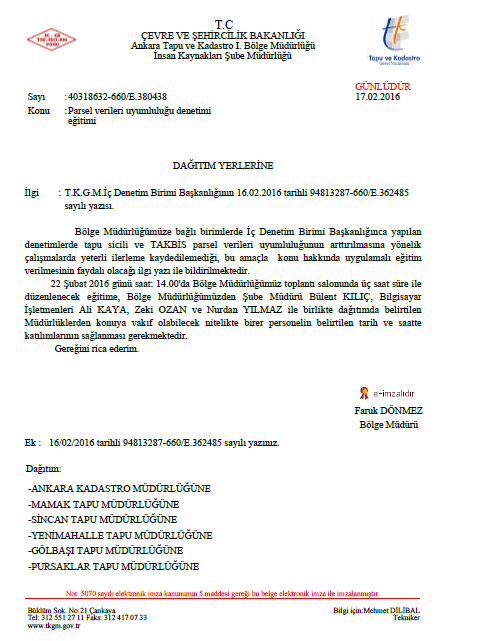 T.C
ÇEVRE VE ŞEHİRCİLİK BAKANLIĞI
Ankara Tapu ve Kadastro I. Bölge Müdürlüğü
İnsan Kaynakları Şube Müdürlüğü
K G
TSE-ISO-EN
9000
Tapu ve Kadastro
Genel Müdürlüğü
GÜNLÜDÜR
Sayı :40318632-660/E.380438 17.02.2016
Konu :Parsel verileri uyumluluğu denetimi
eğitimi
DAĞITIM YERLERİNE
İlgi : T.K.G.M.İç Denetim Birimi Başkanlığının 16.02.2016 tarihli 94813287-660/E.362485
sayılı yazısı.
Bölge Müdürlüğümüze bağlı birimlerde İç Denetim Birimi Başkanlığınca yapılan
denetimlerde tapu sicili ve TAKBİS parsel verileri uyumluluğunun arttırılmasına yönelik
çalışmalarda yeterli ilerleme kaydedilemediği, bu amaçla konu hakkında uygulamalı eğitim
verilmesinin faydalı olacağı ilgi yazı ile bildirilmektedir.
22 Şubat 2016 günü saat: 14.00'da Bölge Müdürlüğümüz toplantı salonunda üç saat süre ile
düzenlenecek eğitime, Bölge Müdürlüğümüzden Şube Müdürü Bülent KILIÇ, Bilgisayar
İşletmenleri Ali KAYA, Zeki OZAN ve Nurdan YILMAZ ile birlikte dağıtımda belirtilen
Müdürlüklerden konuya vakıf olabilecek nitelikte birer personelin belirtilen tarih ve saatte
katılımlarının sağlanması gerekmektedir.
Gereğini rica ederim.
e-imzalıdır
Faruk DÖNMEZ
Bölge Müdürü
Ek : 16/02/2016 tarihli 94813287-660/E.362485 sayılı yazınız.
Dağıtım:
-ANKARA KADASTRO MÜDÜRLÜĞÜNE
-MAMAK TAPU MÜDÜRLÜĞÜNE
-SİNCAN TAPU MÜDÜRLÜĞÜNE
-YENİMAHALLE TAPU MÜDÜRLÜĞÜNE
-GÖLBAŞI TAPU MÜDÜRLÜĞÜNE
-PURSAKLAR TAPU MÜDÜRLÜĞÜNE
Not: 5070 sayılı elektronik imza kanununun 5.maddesi gereği bu belge elektronik imza ile imzalanmıştır.
Büklüm Sok. No:21 Çankaya Bilgi için:Mehmet DİLİBAL
Tel: 312 551 27 11 Faks: 312 417 07 33 Tekniker
www.tkgm.gov.tr